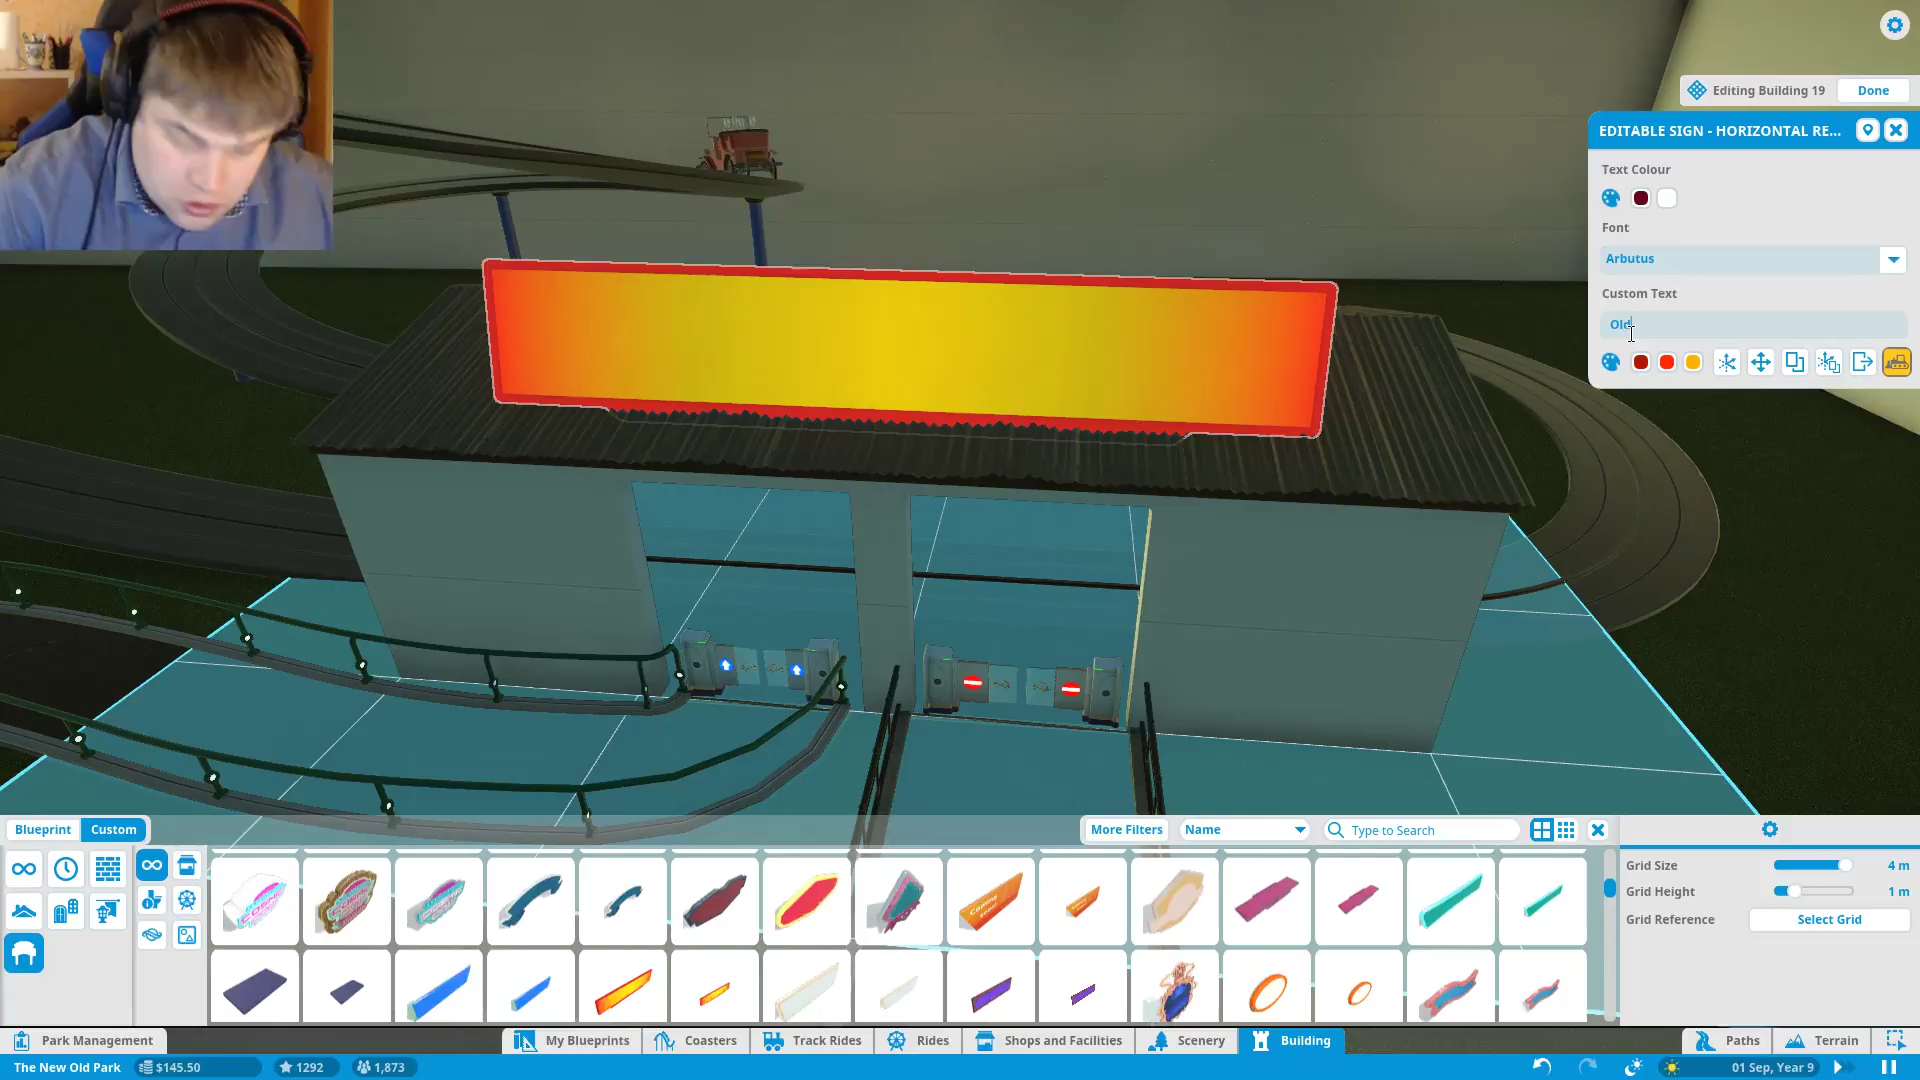 Editing Building 19
Done
EDITABLE SIGN - HORIZONTAL RE...
Text Colour
Font
Arbutus
Custom Text
Old
Blueprint
Custom
More Filters
Name
Type to Search
Coming Soon!
Grid Size
4 m
Grid Height
1 m
Grid Reference
Select Grid
Park Management
My Blueprints
Coasters
Track Rides
Rides
Shops and Facilities
Scenery
Building
Paths
Terrain
The New Old Park
$145.50
1292
1,873
01 Sep, Year 9